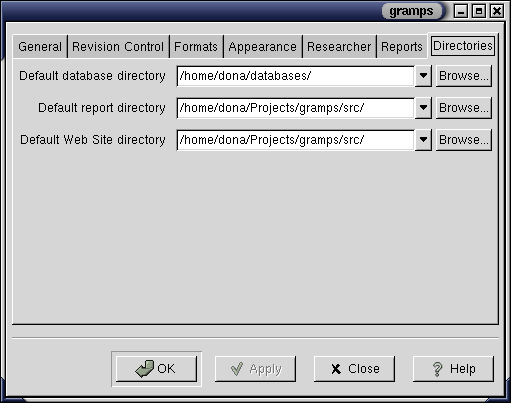 gramps
General Revision Control Formats Appearance Researcher Reports Directories
Default database directory /home/dona/databases/ Browse...
Default report directory /home/dona/Projects/gramps/src/ Browse...
Default Web Site directory /home/dona/Projects/gramps/src/ Browse...
OK Apply Close Help